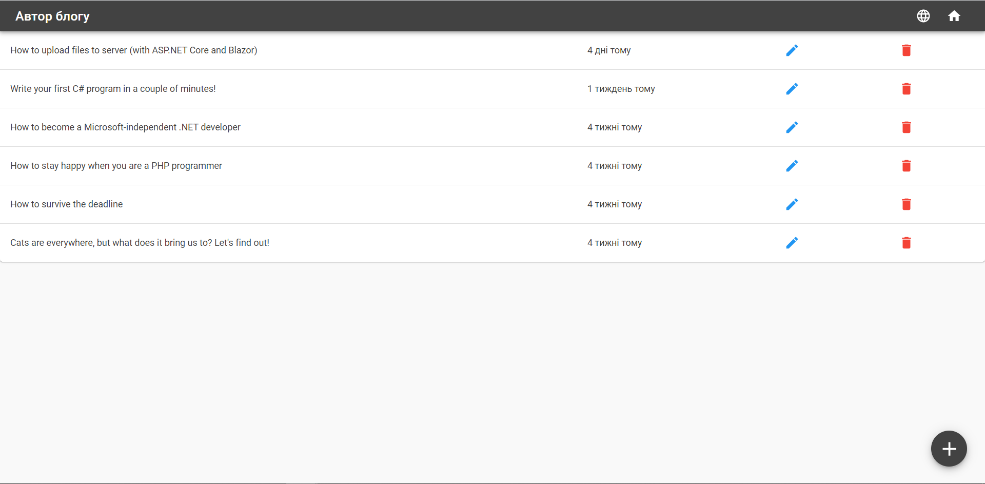 Автор блогу
How to upload files to server (with ASP.NET Core and Blazor) 4 дні тому
Write your first C# program in a couple of minutes! 1 тиждень тому
How to become a Microsoft-independent .NET developer 4 тижні тому
How to stay happy when you are a PHP programmer 4 тижні тому
How to survive the deadline 4 тижні тому
Cats are everywhere, but what does it bring us to? Let's find out! 4 тижні тому